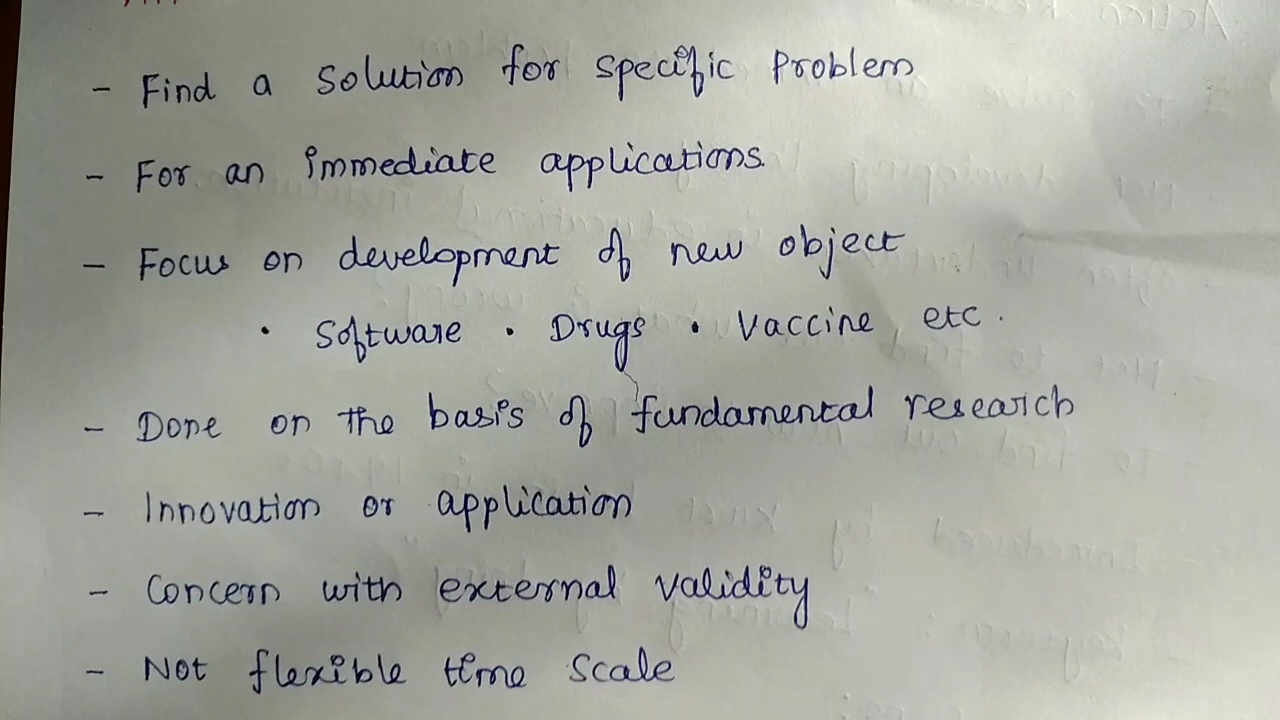 - Find a solution for specific Problem
- For an immediate applications.
- Focus on development of new object
· Software · Drugs · Vaccine etc.
- Done on the basis of fundamental research
- Innovation or application
- Concern with external validity
- Not flexible time scale